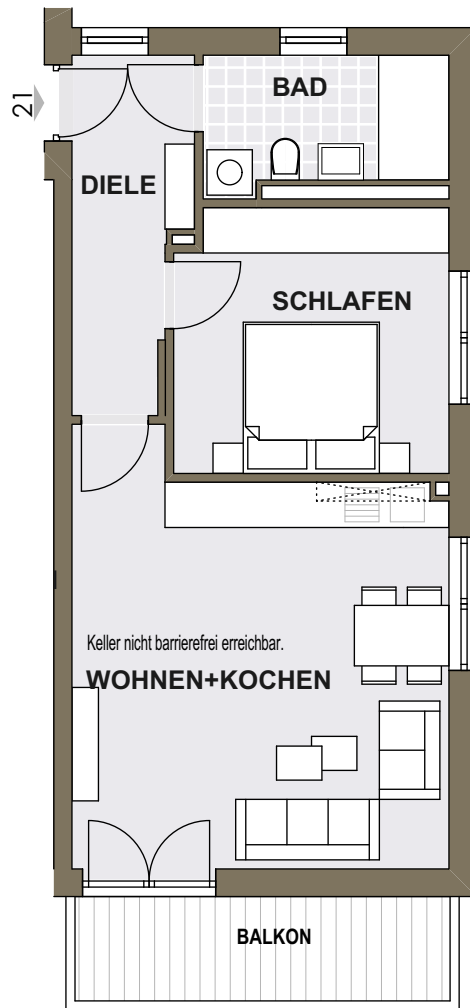 21
BAD
DIELE
SCHLAFEN
Keller nicht barrierefrei erreichbar.
WOHNEN+KOCHEN
BALKON